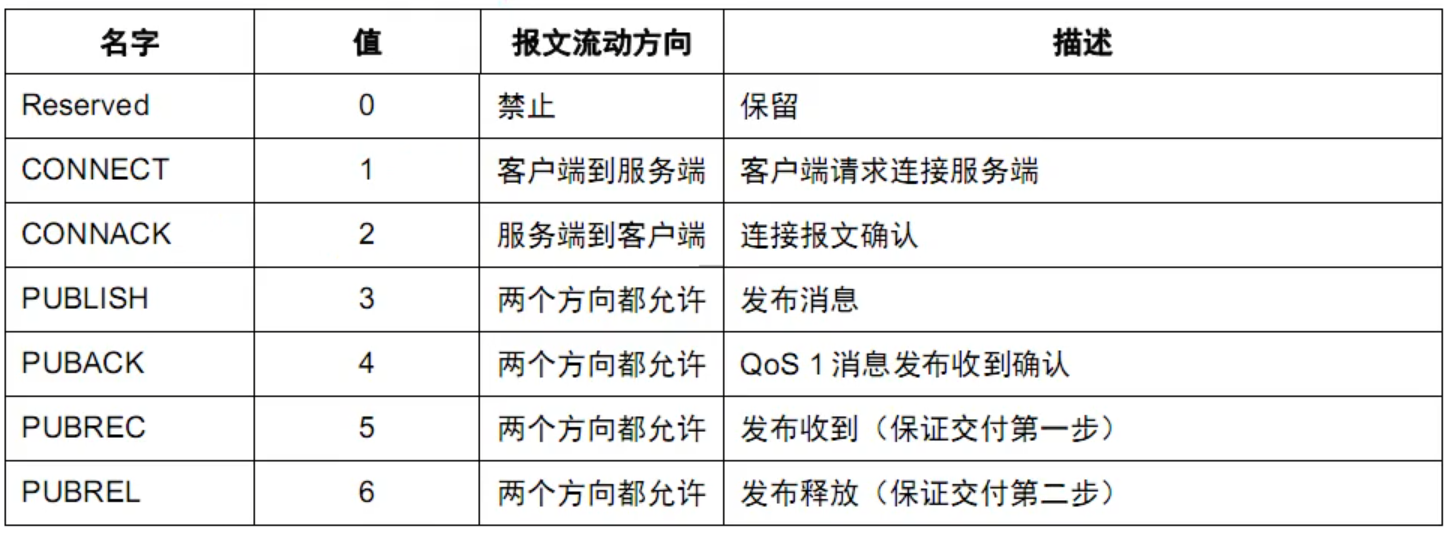 名字 值 报文流动方向 描述
Reserved 0 禁止 保留
CONNECT 1 客户端到服务端 客户端请求连接服务端
CONNACK 2 服务端到客户端 连接报文确认
PUBLISH 3 两个方向都允许 发布消息
PUBACK 4 两个方向都允许 QoS 1 消息发布收到确认
PUBREC 5 两个方向都允许 发布收到（保证交付第一步）
PUBREL 6 两个方向都允许 发布释放（保证交付第二步）